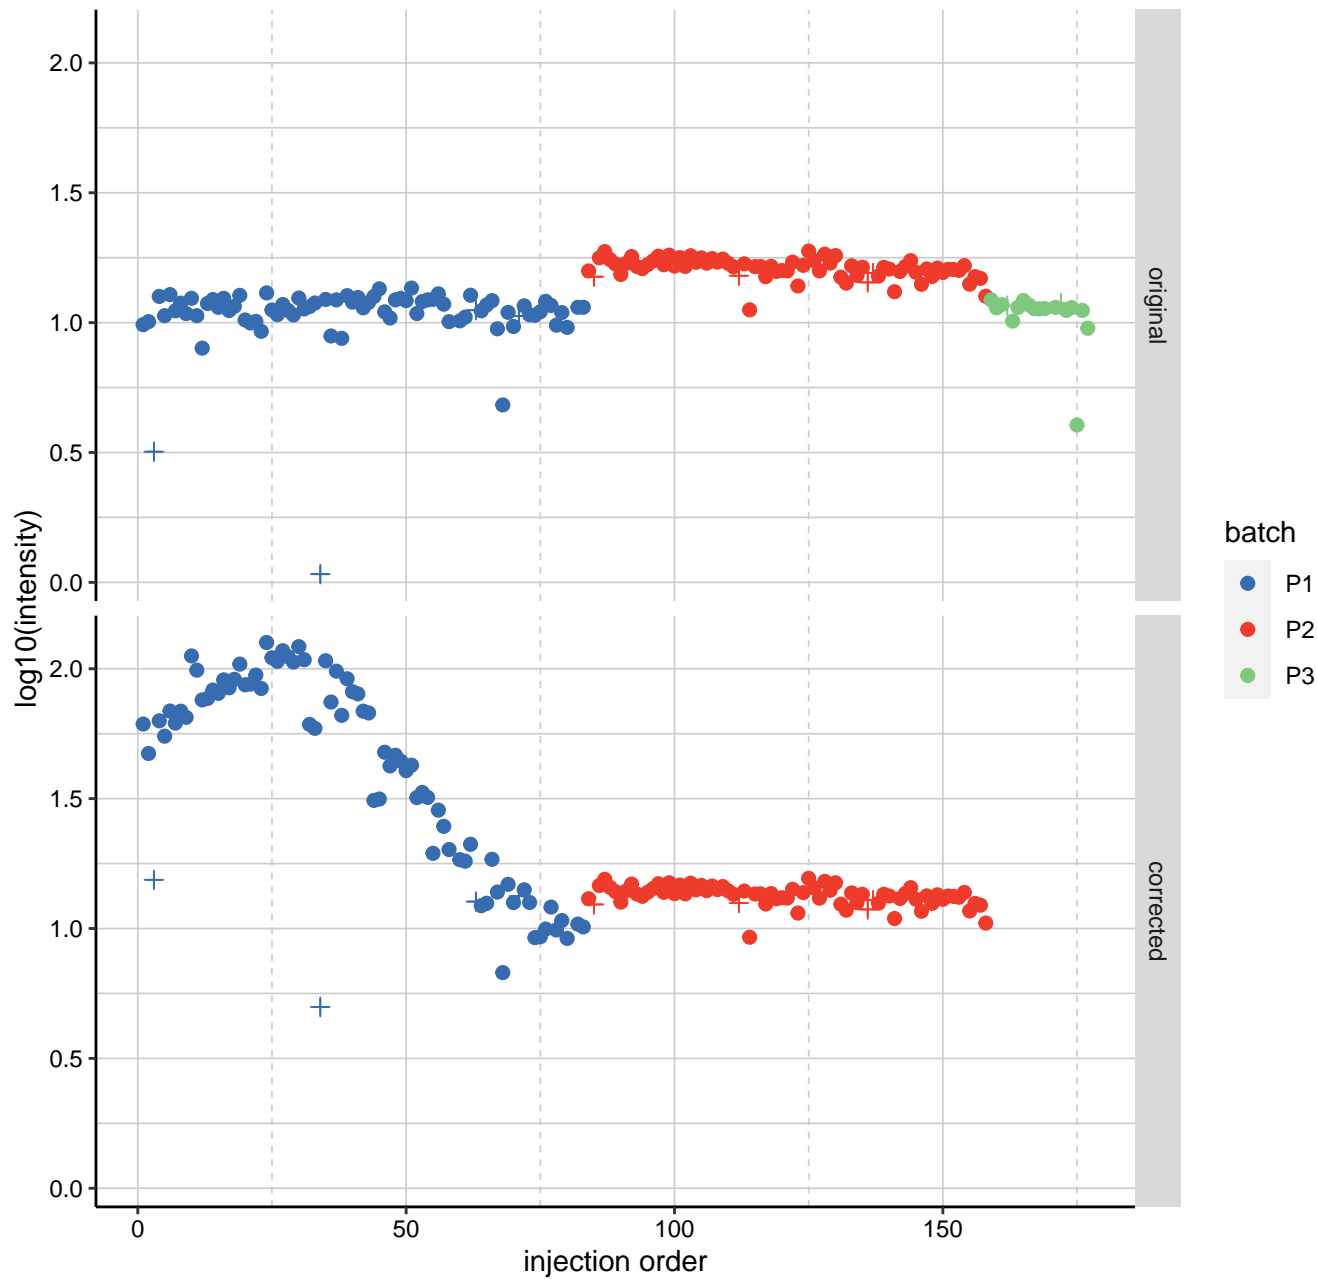 2.0
1.5
1.0
0.5
0.0
original
2.0
1.5
1.0
0.5
0.0
corrected
0 50 100 150
injection order
log10(intensity)
batch
P1
P2
P3